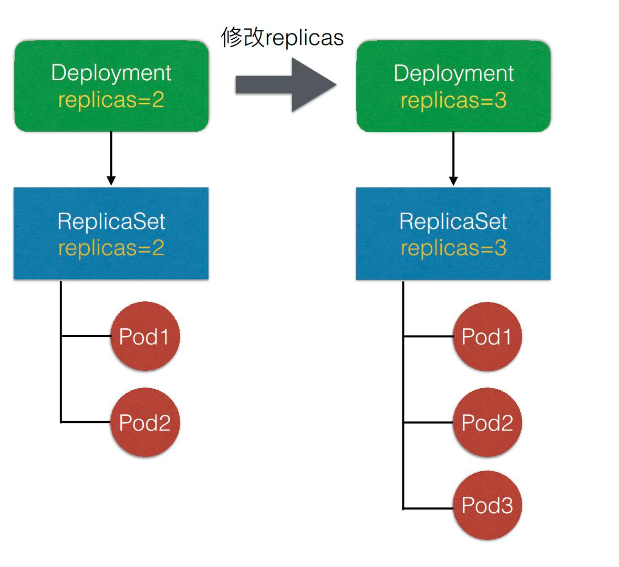 修改replicas
Deployment
replicas=2
Deployment
replicas=3
ReplicaSet
replicas=2
ReplicaSet
replicas=3
Pod1
Pod1
Pod2
Pod2
Pod3